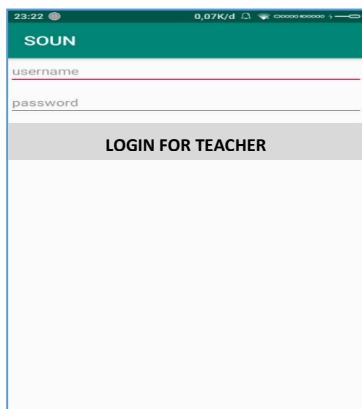 23:22 0,07K/d
SOUN
username
password
LOGIN FOR TEACHER